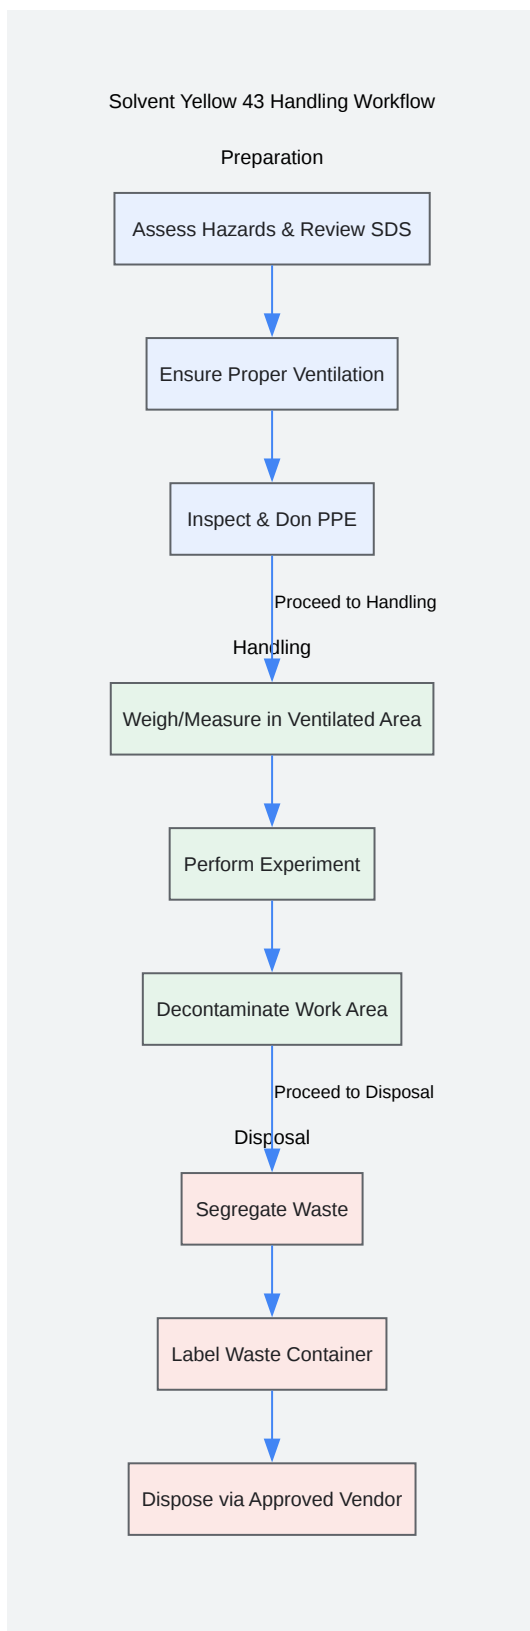 Solvent Yellow 43 Handling Workflow
Preparation
Assess Hazards & Review SDS
Ensure Proper Ventilation
Inspect & Don PPE
Proceed to Handling
Handling
Weigh/Measure in Ventilated Area
Perform Experiment
Decontaminate Work Area
Proceed to Disposal
Disposal
Segregate Waste
Label Waste Container
Dispose via Approved Vendor